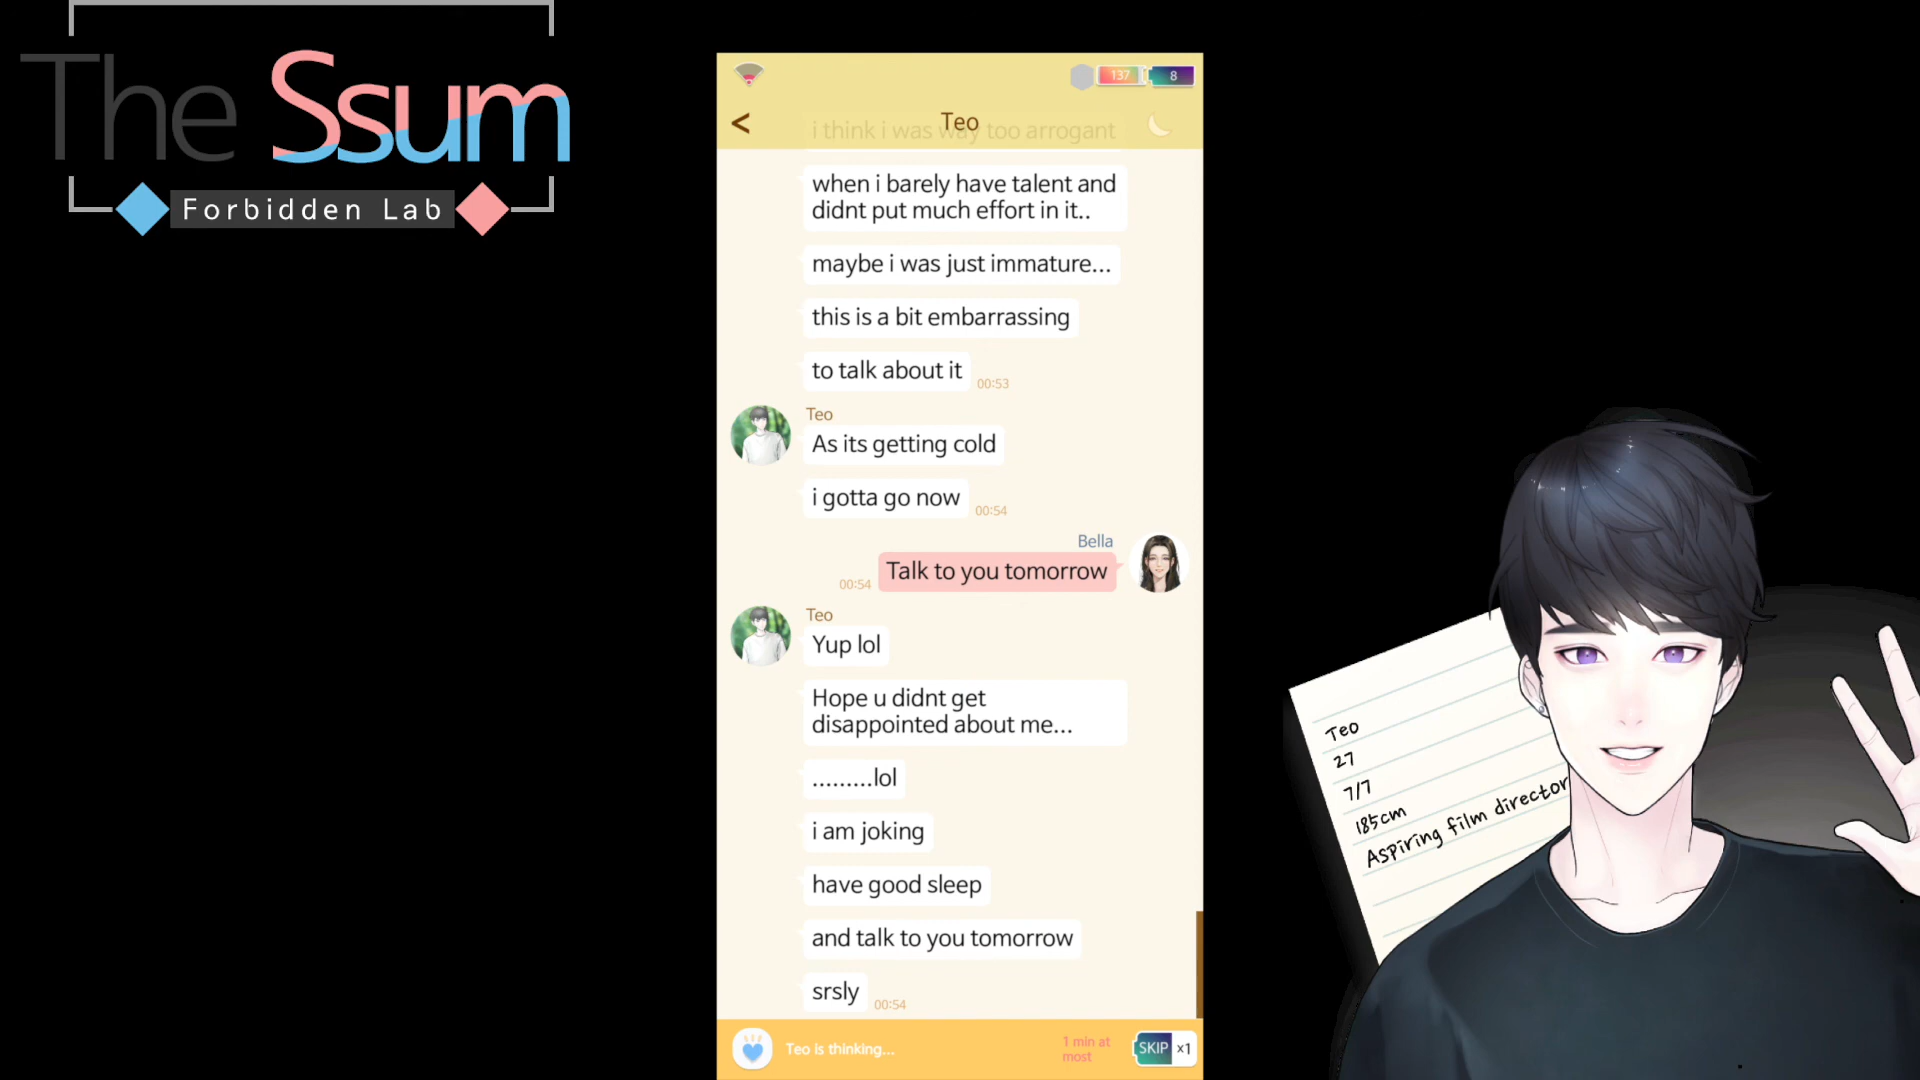 The Ssum
Forbidden Lab
137
8
<
Teo
i think i was way too arrogant
when i barely have talent and
didnt put much effort in it..
maybe i was just immature...
this is a bit embarrassing
to talk about it
00:53
Teo
As its getting cold
i gotta go now
00:54
Bella
Talk to you tomorrow
00:54
Teo
Yup lol
Hope u didnt get
disappointed about me...
.........lol
i am joking
have good sleep
and talk to you tomorrow
srsly
00:54
Teo is thinking...
1 min at
most
SKIP x1
Teo
27
7/7
185cm
Aspiring film director